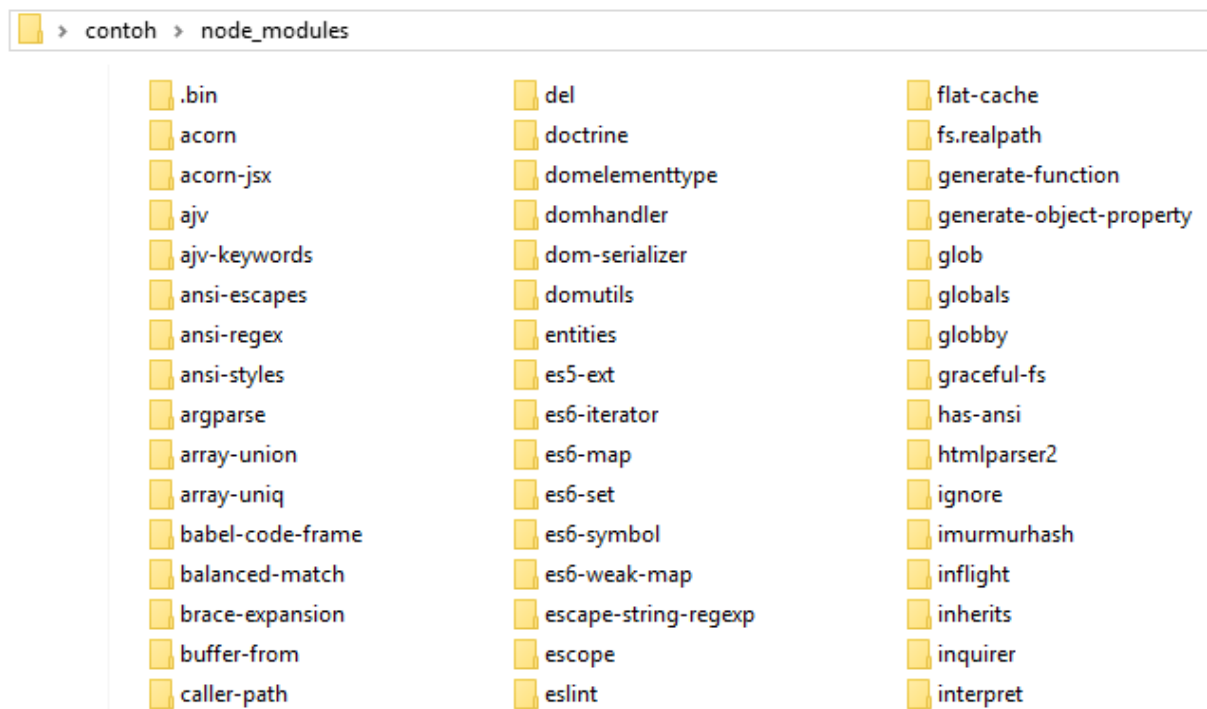 contoh > node_modules
.bin
acorn
acorn-jsx
ajv
ajv-keywords
ansi-escapes
ansi-regex
ansi-styles
argparse
array-union
array-uniq
babel-code-frame
balanced-match
brace-expansion
buffer-from
caller-path
del
doctrine
domelementtype
domhandler
dom-serializer
domutils
entities
es5-ext
es6-iterator
es6-map
es6-set
es6-symbol
es6-weak-map
escape-string-regexp
escope
eslint
flat-cache
fs.realpath
generate-function
generate-object-property
glob
globals
globby
graceful-fs
has-ansi
htmlparser2
ignore
imurmurhash
inflight
inherits
inquirer
interpret